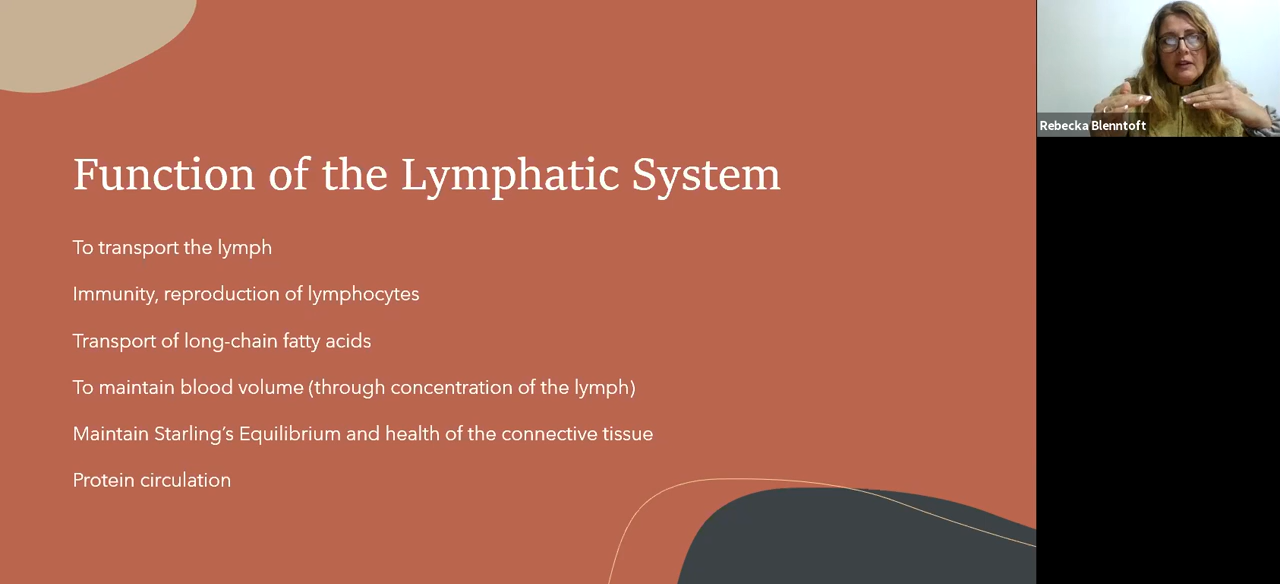 Function of the Lymphatic System
To transport the lymph
Immunity, reproduction of lymphocytes
Transport of long-chain fatty acids
To maintain blood volume (through concentration of the lymph)
Maintain Starling’s Equilibrium and health of the connective tissue
Protein circulation
Rebecka Blenntoft